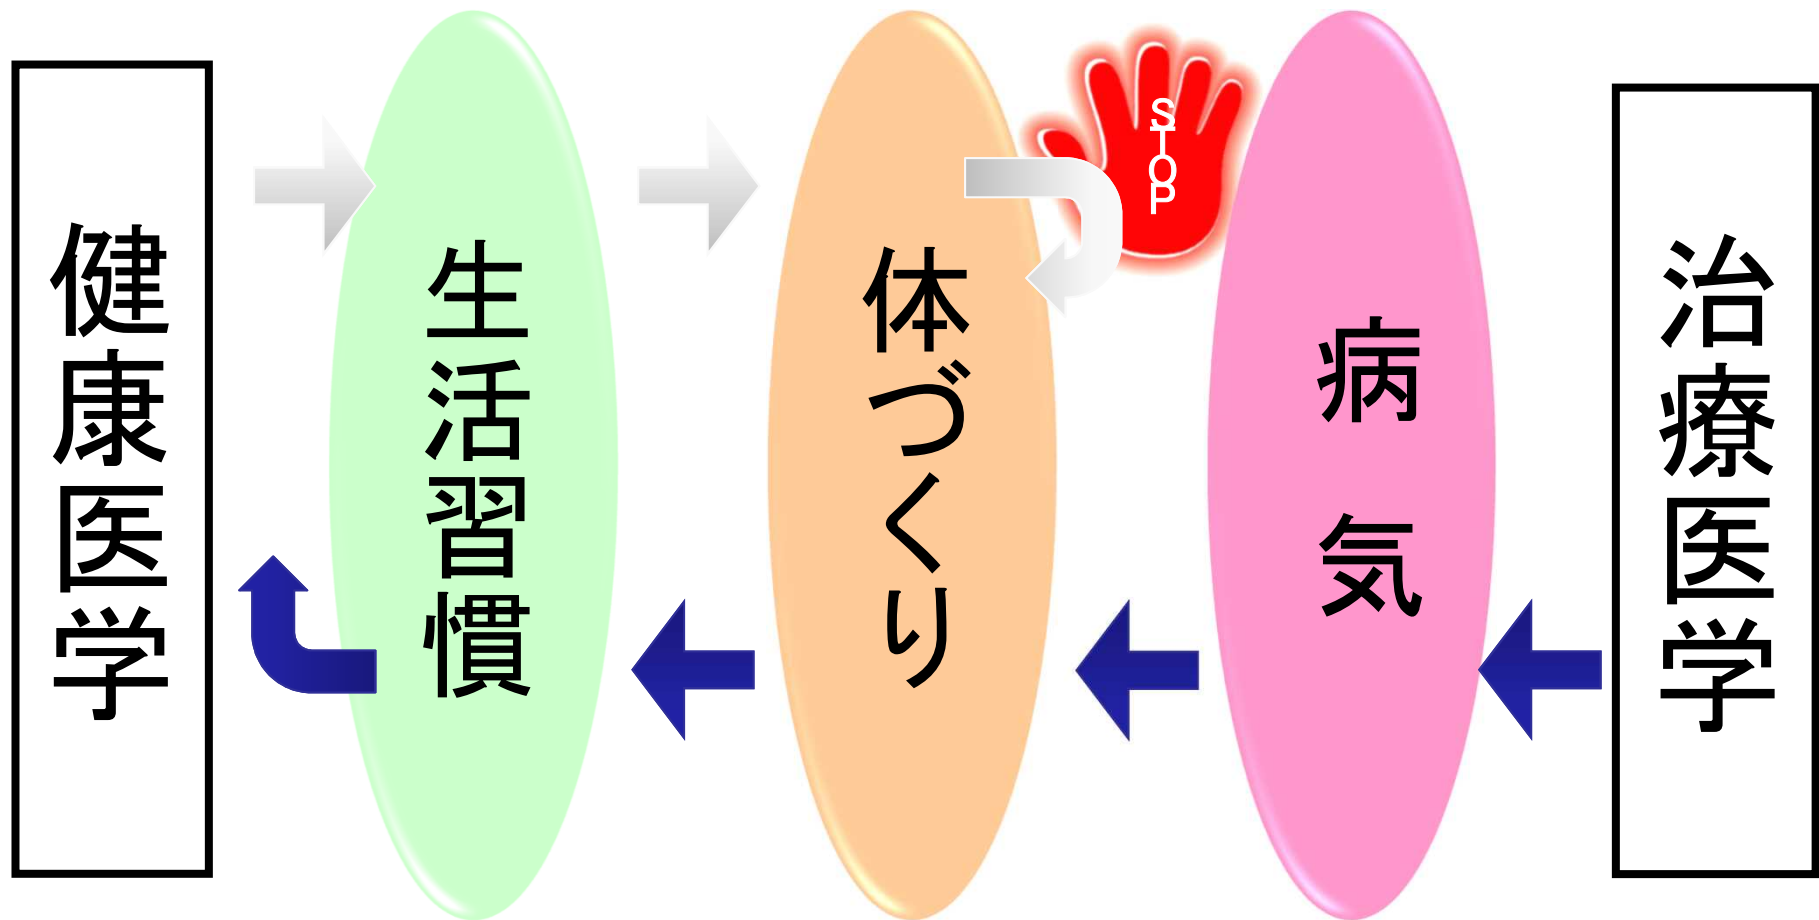 健康医学
生活習慣
体づくり
STOP
病気
治療医学